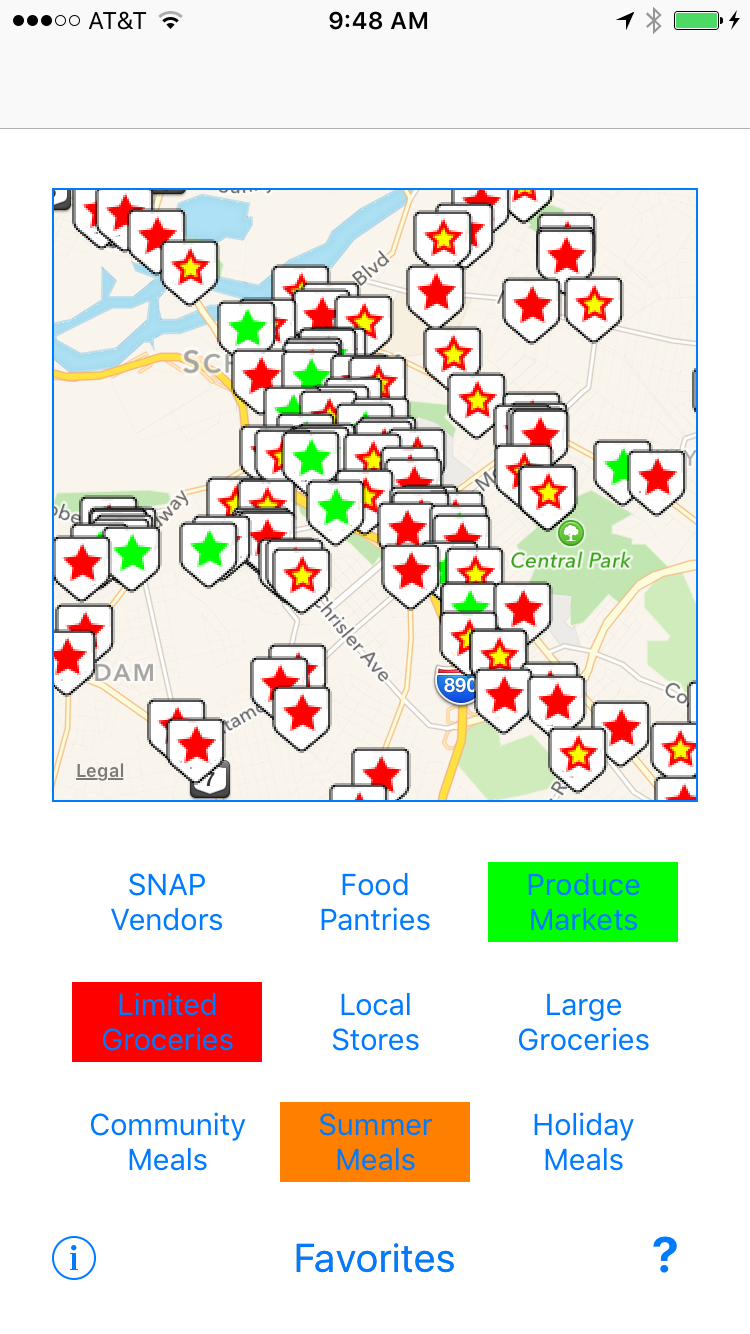 AT&T 9:48 AM
Blvd
SCH
Central Park
Chrisler Ave
DAM
890
Legal
7
SNAP
Vendors
Food
Pantries
Produce
Markets
Limited
Groceries
Local
Stores
Large
Groceries
Community
Meals
Summer
Meals
Holiday
Meals
i
Favorites
?